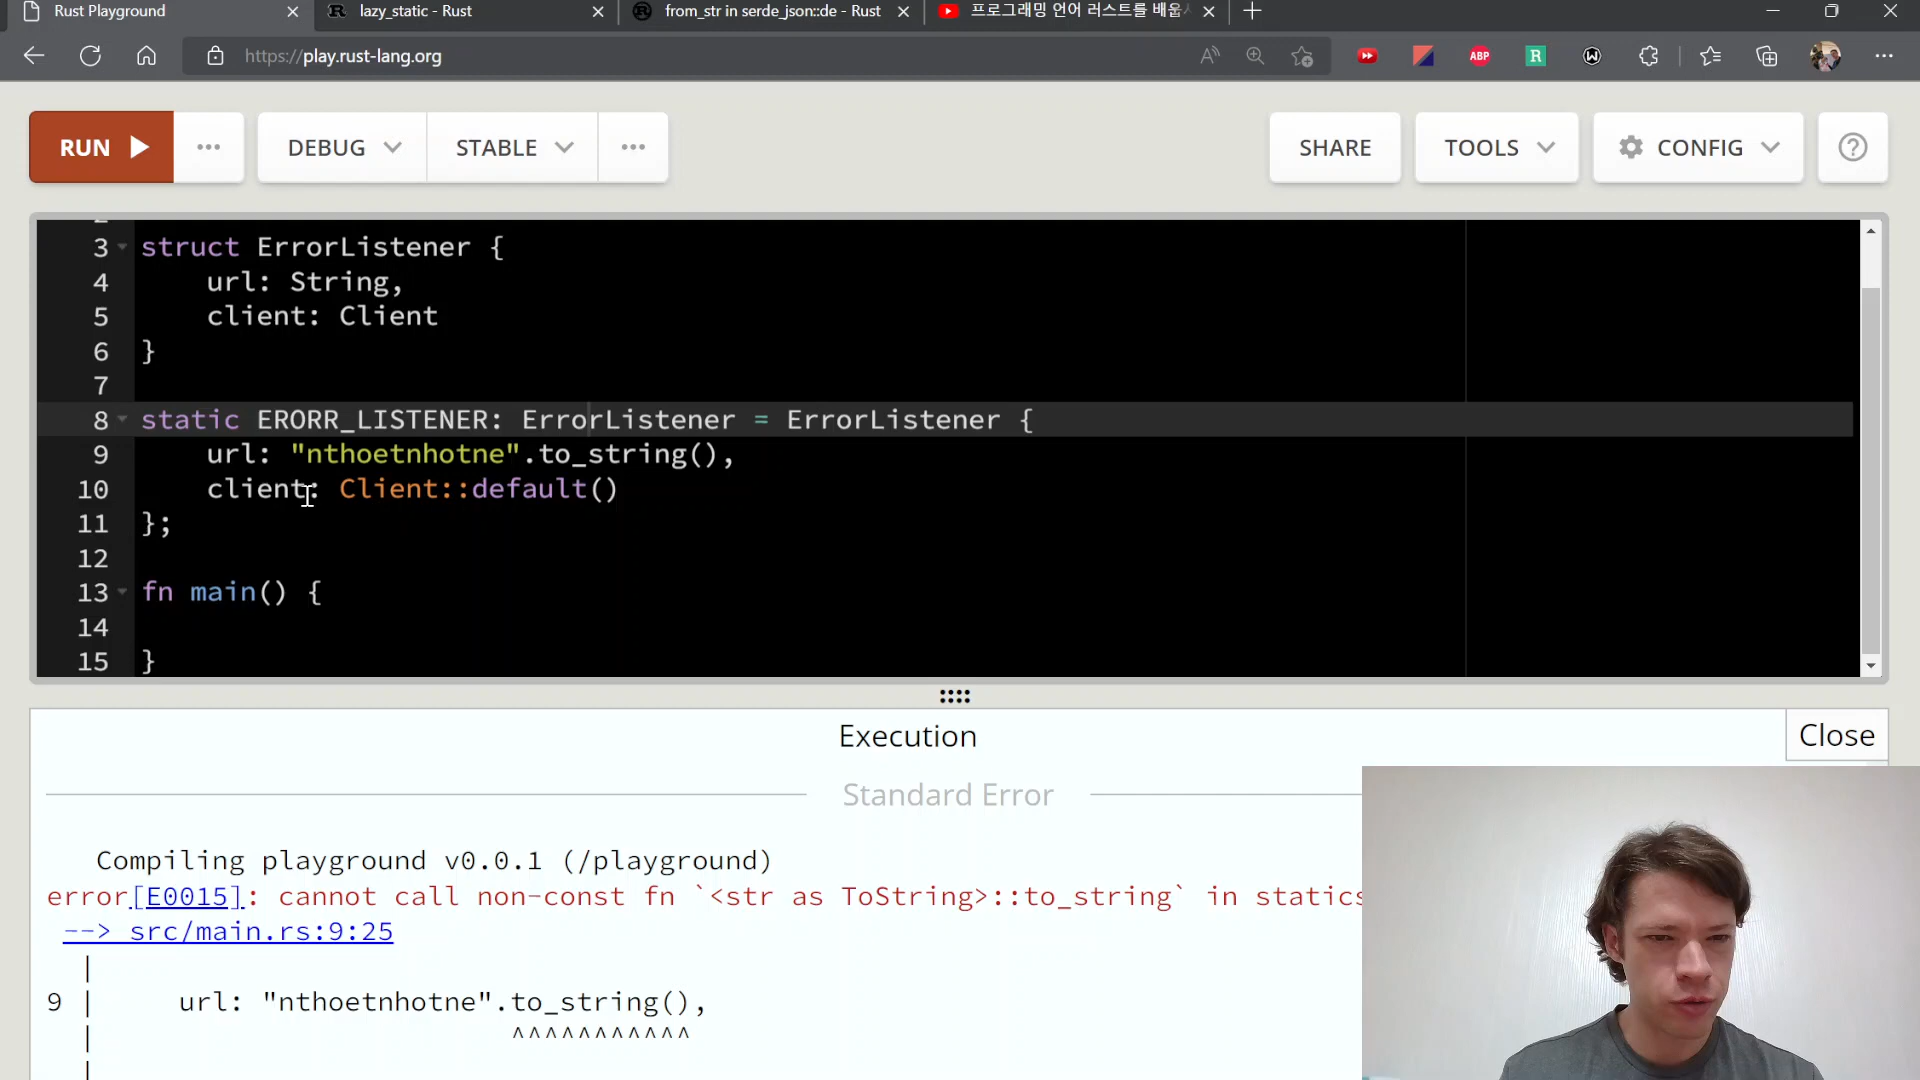 Rust Playground
lazy_static - Rust
from_str in serde_json::de - Rust
프로그래밍 언어 러스트를 배웁
https://play.rust-lang.org
ABP
R
RUN
DEBUG
STABLE
SHARE
TOOLS
CONFIG
3 struct ErrorListener {
4     url: String,
5     client: Client
6 }
7
8 static ERORR_LISTENER: ErrorListener = ErrorListener {
9     url: "nthoetnhotne".to_string(),
10     client: Client::default()
11 };
12
13 fn main() {
14
15 }
Execution
Close
Standard Error
Compiling playground v0.0.1 (/playground)
error[E0015]: cannot call non-const fn `<str as ToString>::to_string` in statics
--> src/main.rs:9:25
|
9 |     url: "nthoetnhotne".to_string(),
|                         ^^^^^^^^^^^
|